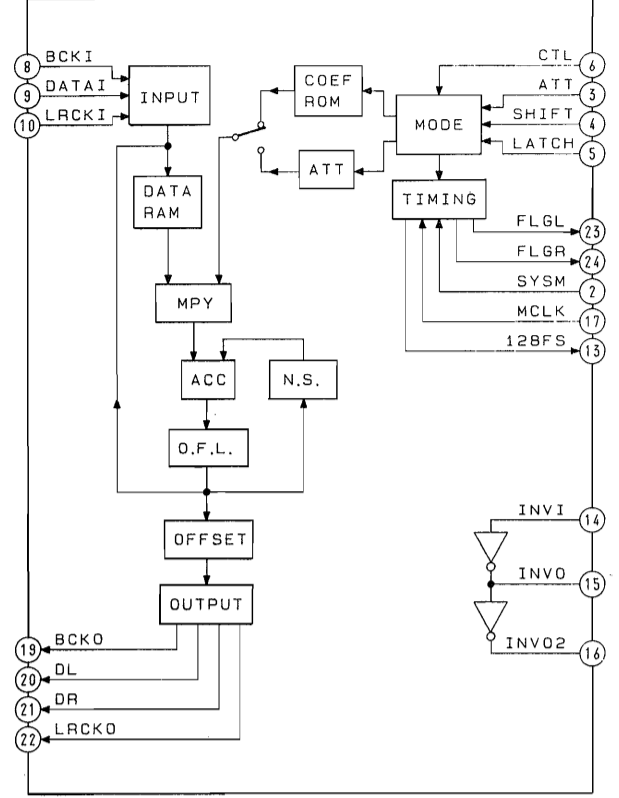 8 BCKI
9 DATAI
10 LRCKI
INPUT
COEF
ROM
ATT
MODE
CTL 6
ATT 3
SHIFT 4
LATCH 5
DATA
RAM
TIMING
FLGL 23
FLGR 24
SYSM 2
MCLK 17
128FS 13
MPY
ACC
N.S.
O.F.L.
OFFSET
OUTPUT
INVI 14
INVO 15
INVO2 16
19 BCKO
20 DL
21 DR
22 LRCKO